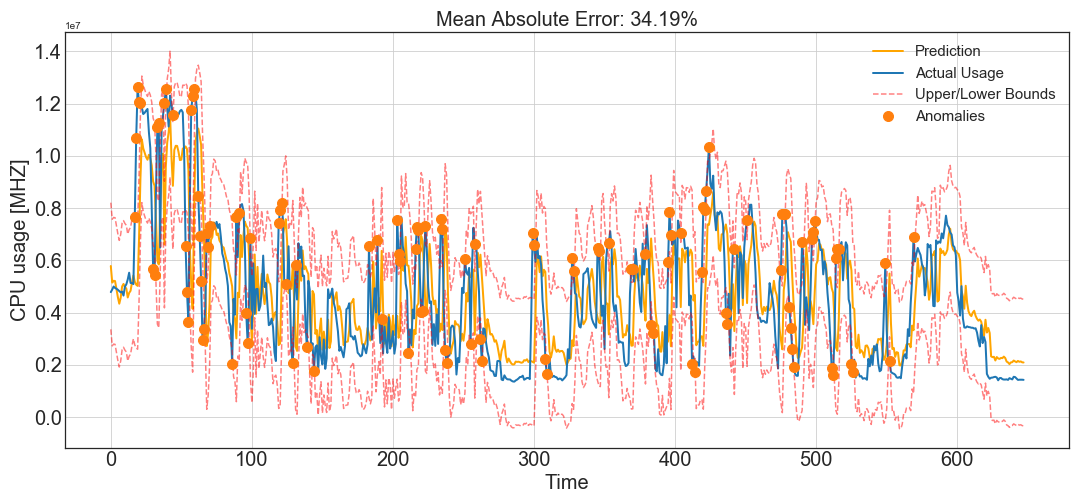 Mean Absolute Error: 34.19%
1e7
1.4
1.2
1.0
0.8
0.6
0.4
0.2
0.0
CPU usage [MHZ]
Prediction
Actual Usage
Upper/Lower Bounds
Anomalies
0 100 200 300 400 500 600
Time